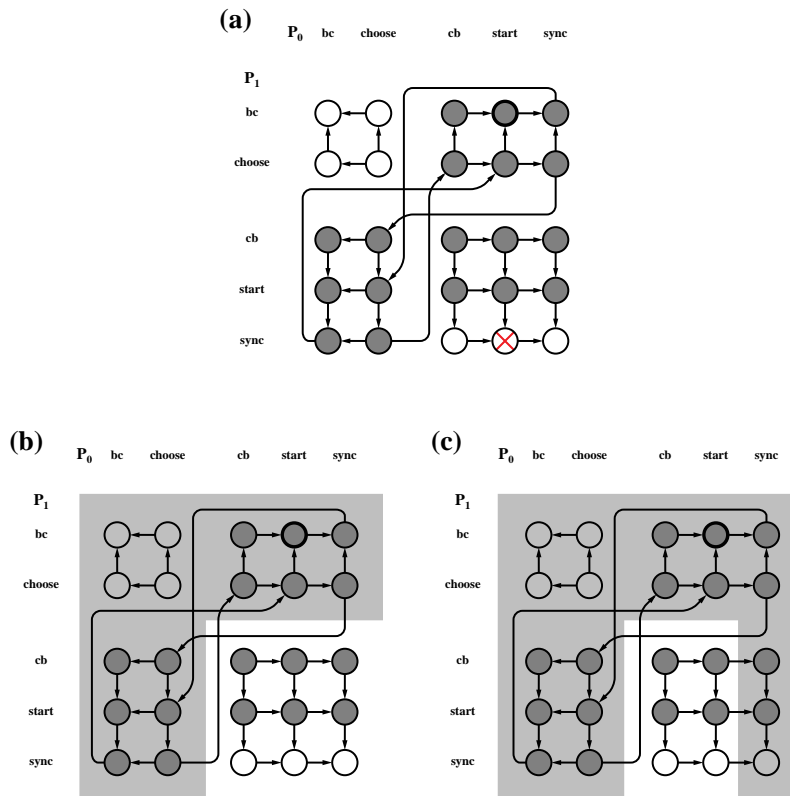 (a)
P0 bc choose cb start sync
P1
bc
choose
cb
start
sync
(b)
P0 bc choose cb start sync
P1
bc
choose
cb
start
sync
(c)
P0 bc choose cb start sync
P1
bc
choose
cb
start
sync